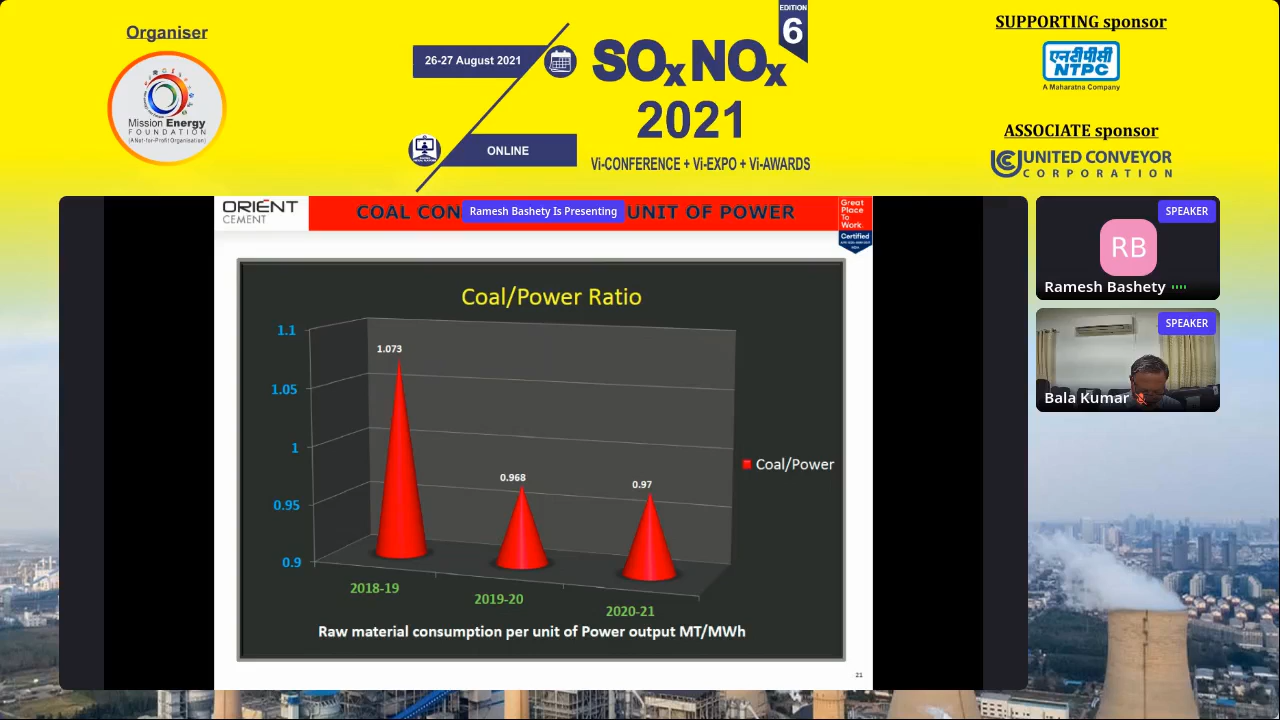 Organiser
Mission Energy
FOUNDATION
(A Not-for-Profit Organisation)
26-27 August 2021
ONLINE
EDITION
6
SOx NOx
2021
Vi-CONFERENCE + Vi-EXPO + Vi-AWARDS
SUPPORTING sponsor
एनटीपीसी
NTPC
A Maharatna Company
ASSOCIATE sponsor
UNITED CONVEYOR
CORPORATION
ORIENT
CEMENT
COAL CON
Ramesh Bashety Is Presenting
UNIT OF POWER
Great
Place
To
Work.
Certified
Coal/Power Ratio
1.1
1.05
1
0.95
0.9
1.073
0.968
0.97
Coal/Power
2018-19
2019-20
2020-21
Raw material consumption per unit of Power output MT/MWh
21
SPEAKER
RB
Ramesh Bashety
SPEAKER
Bala Kumar